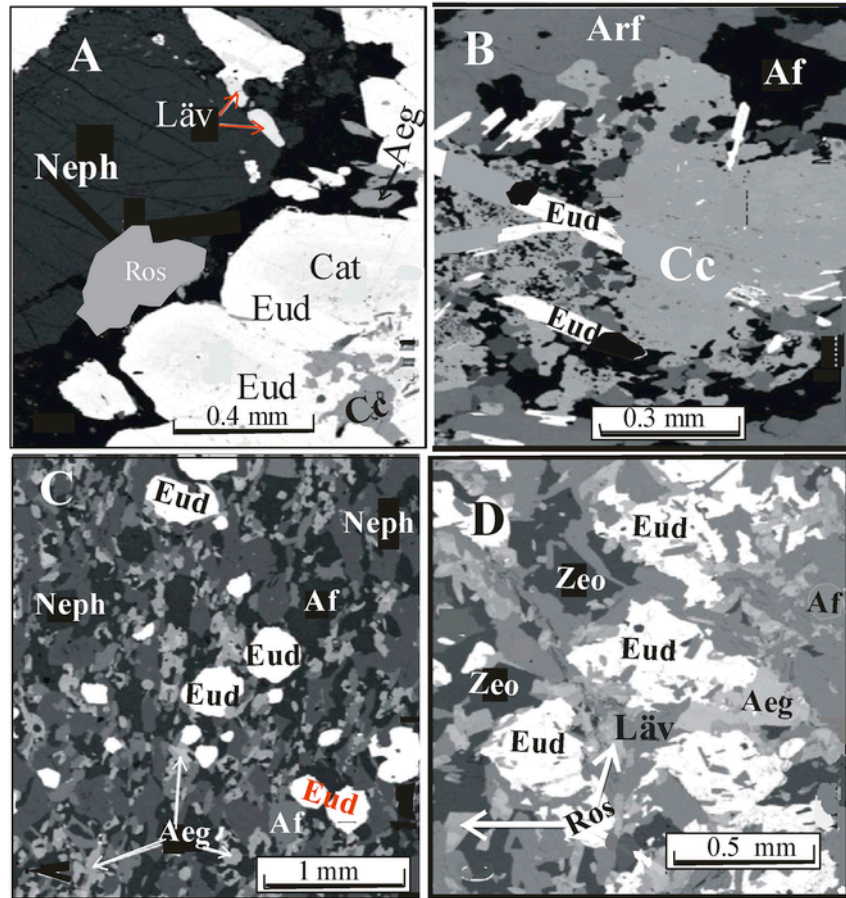 A
Läv
Aeg
Neph
Ros
Cat
Eud
Eud
Cc
0.4 mm
B
Arf
Af
Eud
Cc
Eud
0.3 mm
C
Eud
Neph
Neph
Af
Eud
Eud
Eud
Aeg
Af
1 mm
D
Eud
Zeo
Af
Eud
Zeo
Aeg
Läv
Eud
Ros
0.5 mm